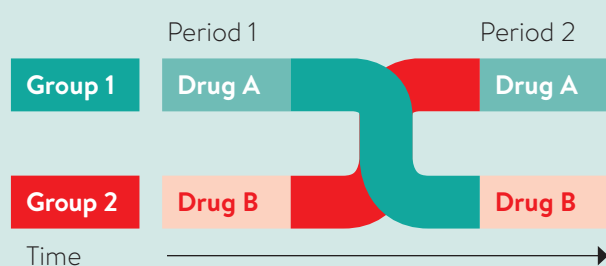 Period 1 Period 2
Group 1 Drug A Drug A
Group 2 Drug B Drug B
Time